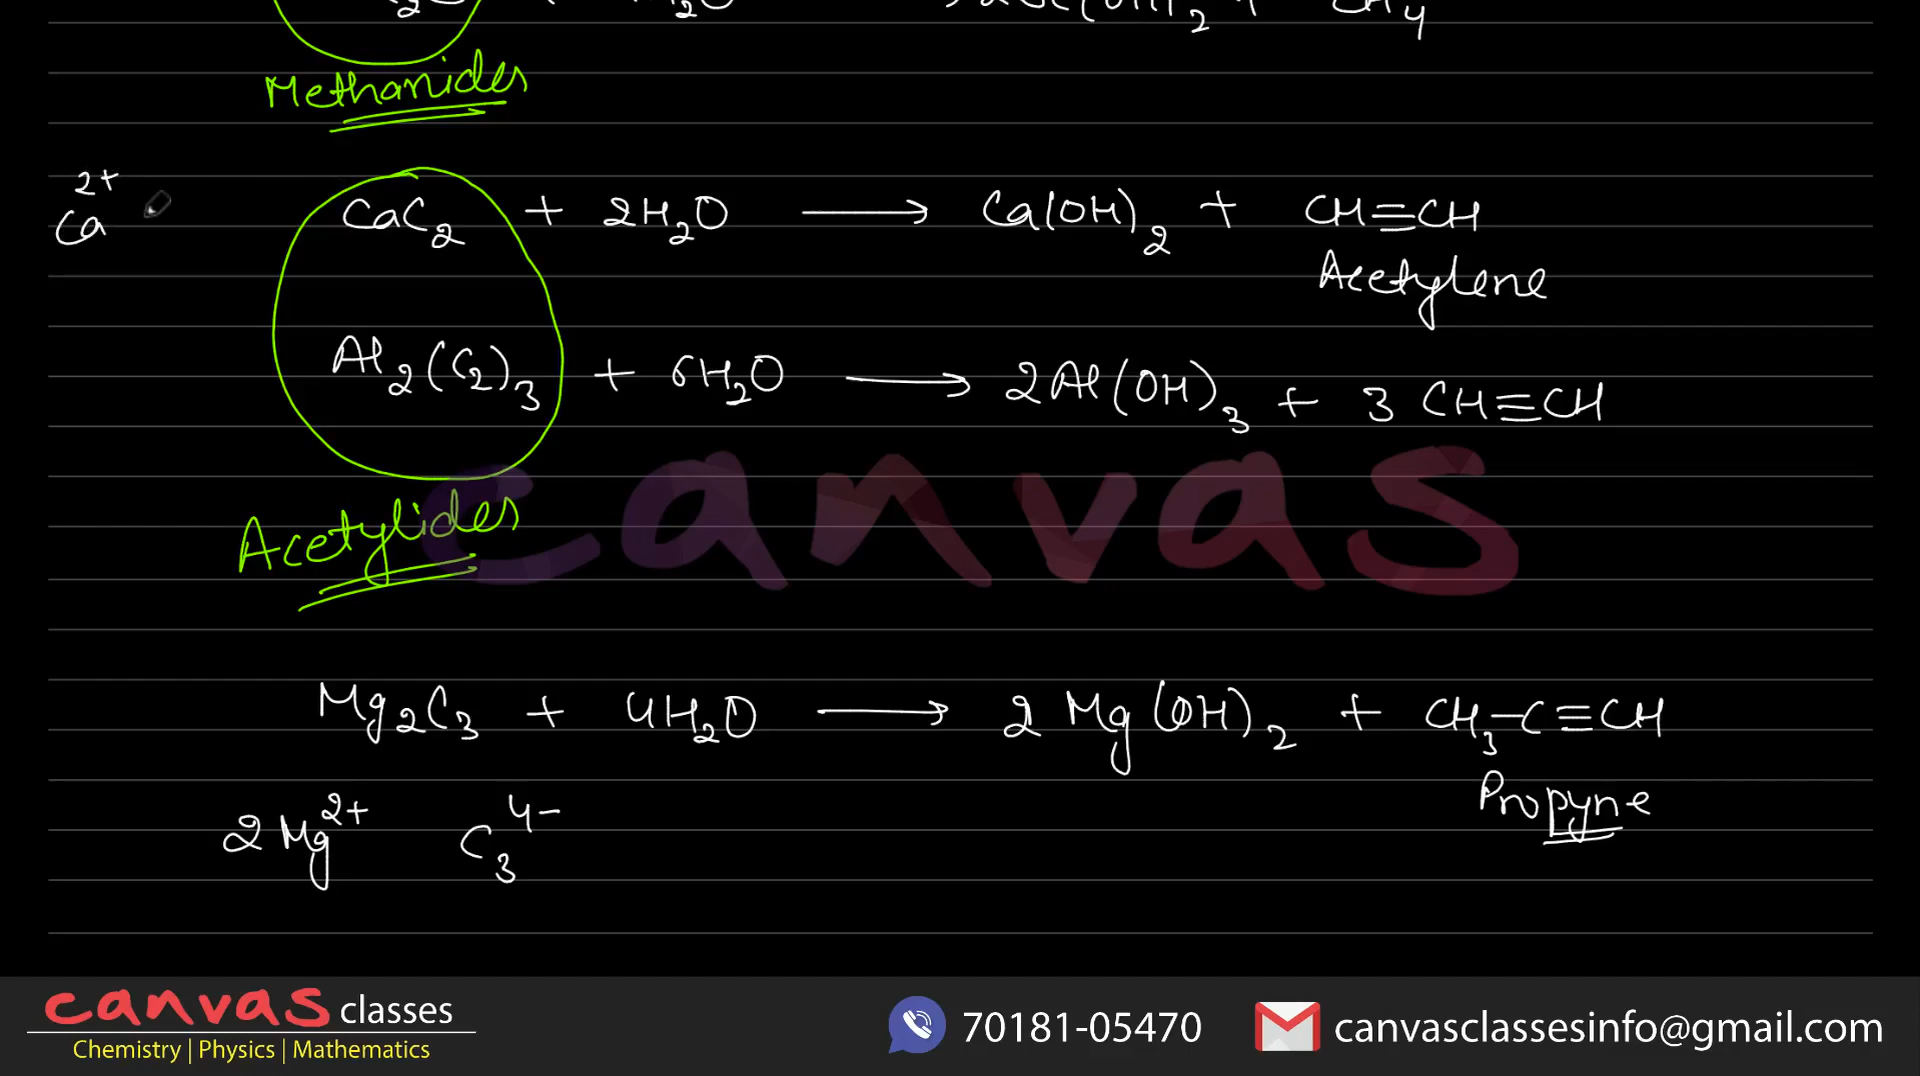 CH4
Methanides
Ca2+ CaC2 + 2H2O ⟶ Ca(OH)2 + CH≡CH
Acetylene
Al2(C2)3 + 6H2O ⟶ 2Al(OH)3 + 3 CH≡CH
canvas
Acetylides
Mg2C3 + 4H2O ⟶ 2 Mg(OH)2 + CH3-C≡CH
Propyne
2Mg2+ C3 4-
canvas classes
Chemistry | Physics | Mathematics
70181-05470
canvasclassesinfo@gmail.com